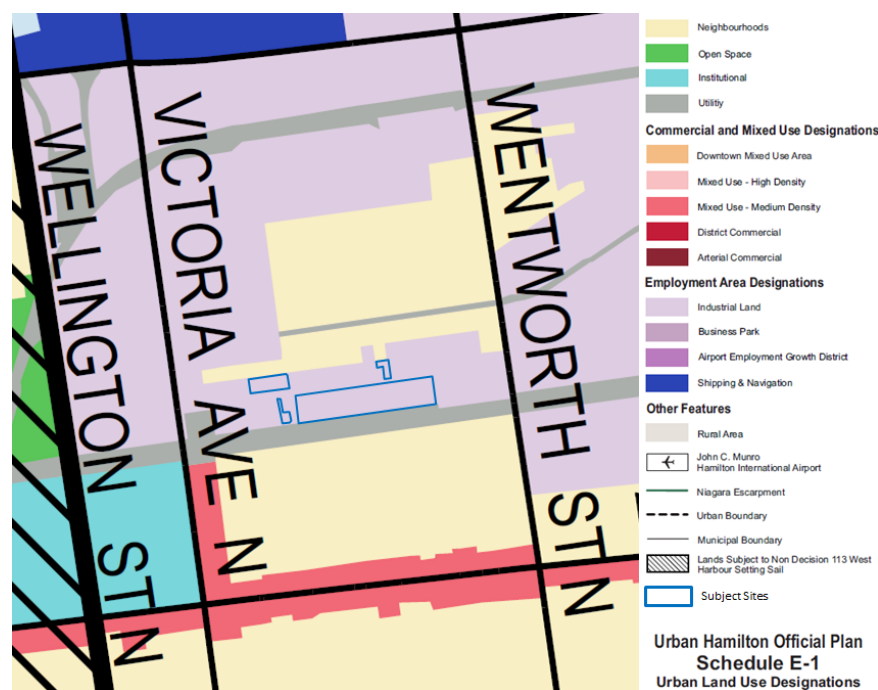 WELLINGTON ST N
VICTORIA AVE N
WENTWORTH ST N
Neighbourhoods
Open Space
Institutional
Utilitiy
Commercial and Mixed Use Designations
Downtown Mixed Use Area
Mixed Use - High Density
Mixed Use - Medium Density
District Commercial
Arterial Commercial
Employment Area Designations
Industrial Land
Business Park
Airport Employment Growth District
Shipping & Navigation
Other Features
Rural Area
John C. Munro
Hamilton International Airport
Niagara Escarpment
Urban Boundary
Municipal Boundary
Lands Subject to Non Decision 113 West
Harbour Setting Sail
Subject Sites
Urban Hamilton Official Plan
Schedule E-1
Urban Land Use Designations